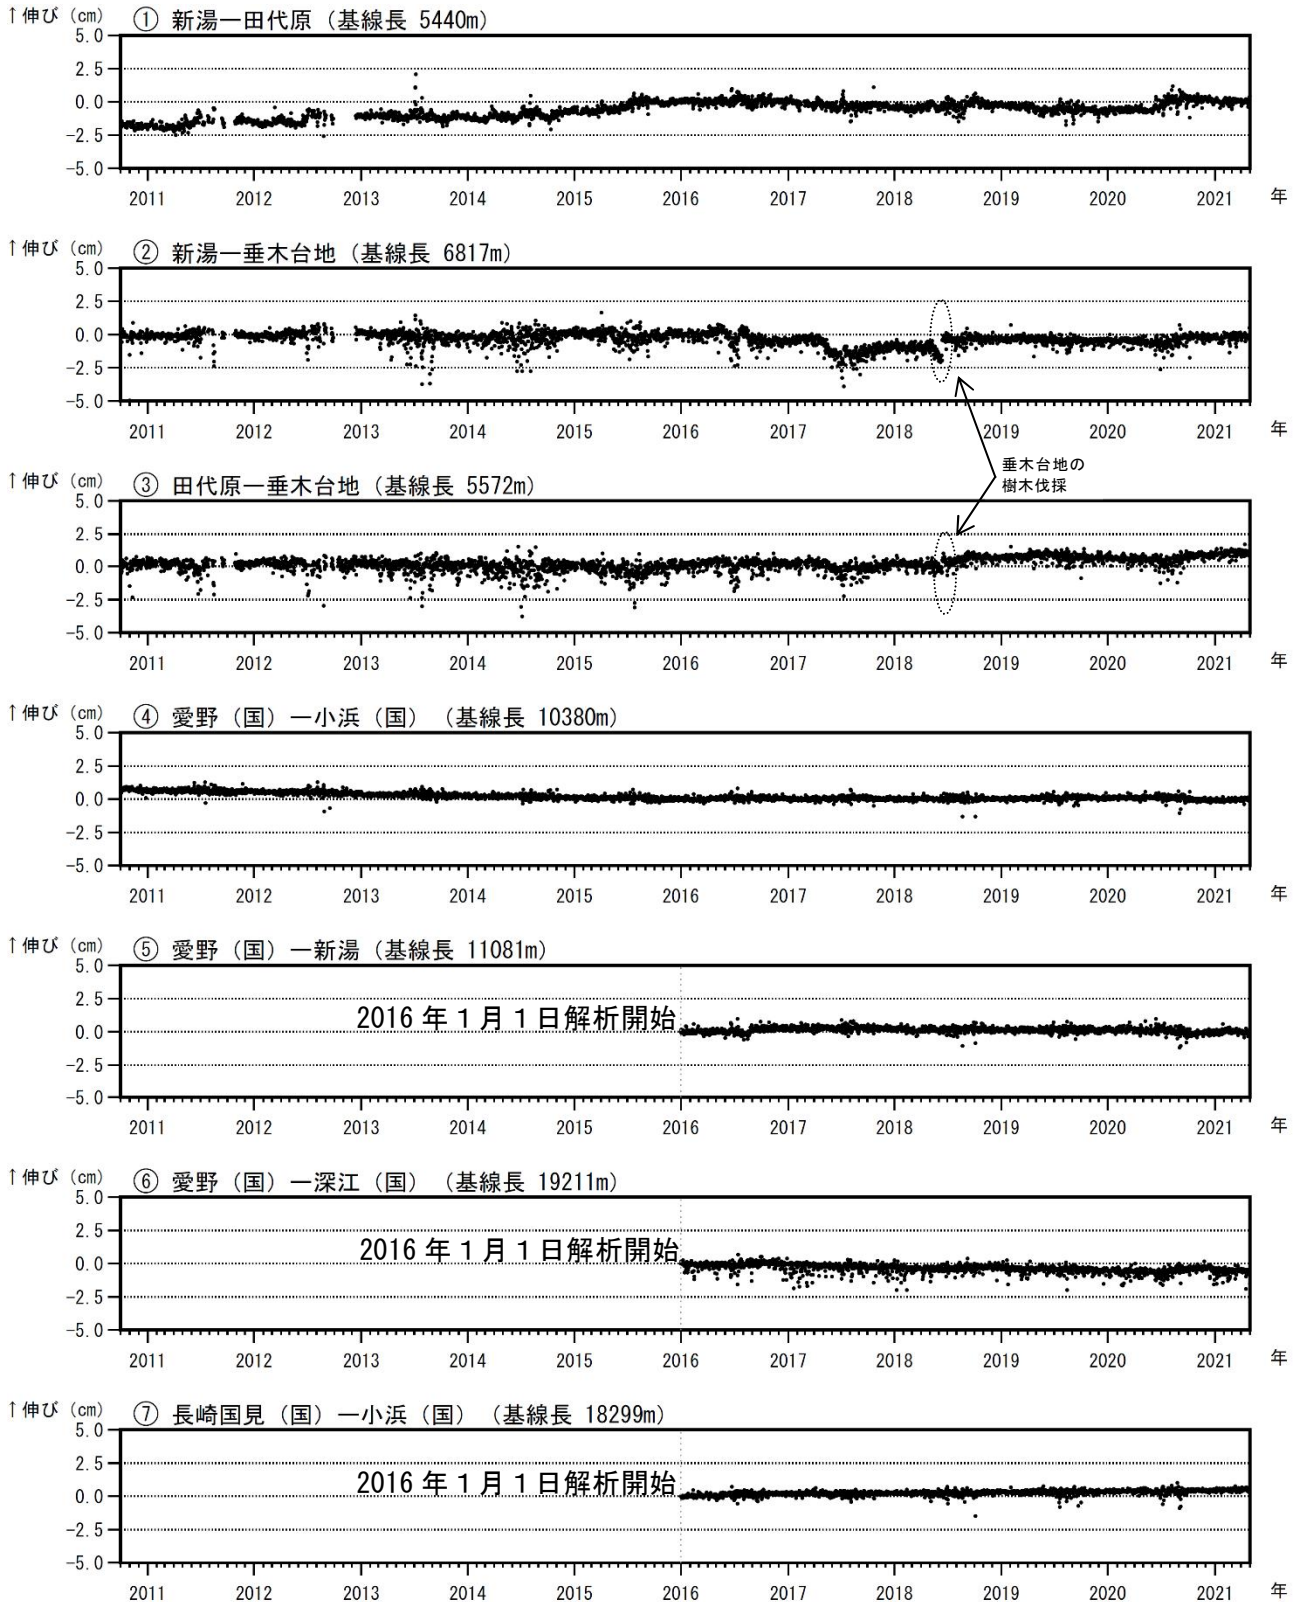 ↑伸び (cm) ① 新湯―田代原 (基線長 5440m)
5.0
2.5
0.0
-2.5
-5.0
2011 2012 2013 2014 2015 2016 2017 2018 2019 2020 2021 年
↑伸び (cm) ② 新湯―垂木台地 (基線長 6817m)
5.0
2.5
0.0
-2.5
-5.0
2011 2012 2013 2014 2015 2016 2017 2018 2019 2020 2021 年
垂木台地の
樹木伐採
↑伸び (cm) ③ 田代原―垂木台地 (基線長 5572m)
5.0
2.5
0.0
-2.5
-5.0
2011 2012 2013 2014 2015 2016 2017 2018 2019 2020 2021 年
↑伸び (cm) ④ 愛野（国）―小浜（国） (基線長 10380m)
5.0
2.5
0.0
-2.5
-5.0
2011 2012 2013 2014 2015 2016 2017 2018 2019 2020 2021 年
↑伸び (cm) ⑤ 愛野（国）―新湯 (基線長 11081m)
5.0
2.5
2016年１月１日解析開始
0.0
-2.5
-5.0
2011 2012 2013 2014 2015 2016 2017 2018 2019 2020 2021 年
↑伸び (cm) ⑥ 愛野（国）―深江（国） (基線長 19211m)
5.0
2.5
2016年１月１日解析開始
0.0
-2.5
-5.0
2011 2012 2013 2014 2015 2016 2017 2018 2019 2020 2021 年
↑伸び (cm) ⑦ 長崎国見（国）―小浜（国） (基線長 18299m)
5.0
2.5
2016年１月１日解析開始
0.0
-2.5
-5.0
2011 2012 2013 2014 2015 2016 2017 2018 2019 2020 2021 年